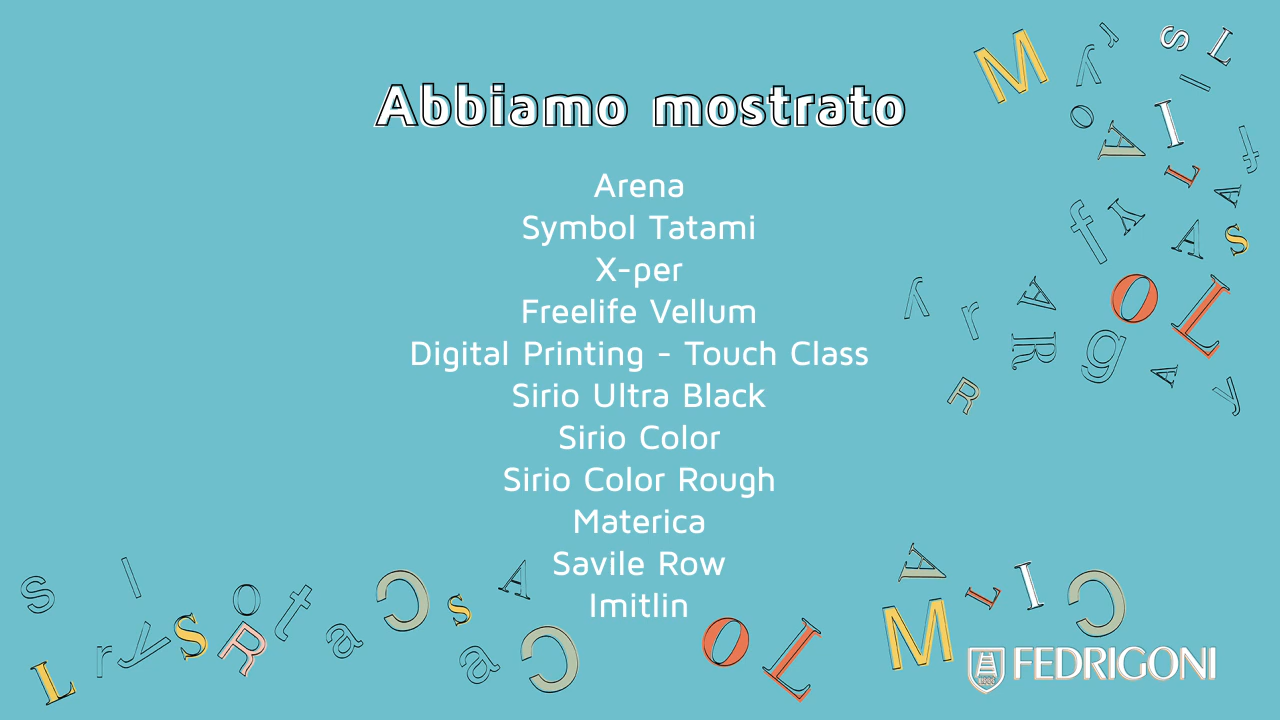 Abbiamo mostrato
Arena
Symbol Tatami
X-per
Freelife Vellum
Digital Printing - Touch Class
Sirio Ultra Black
Sirio Color
Sirio Color Rough
Materica
Savile Row
Imitlin
FEDRIGONI